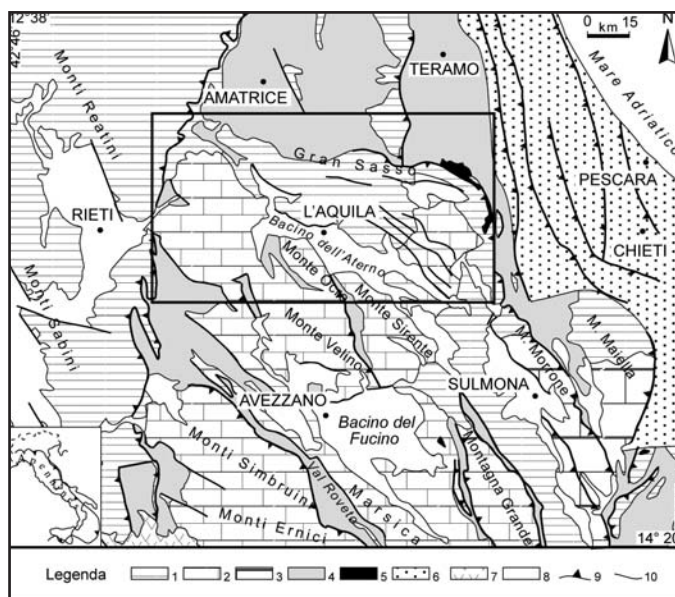 12°38'
42°46'
0 15
km
N
Mare Adriatico
Monti Reatini
AMATRICE
TERAMO
Gran Sasso
PESCARA
RIETI
L'AQUILA
CHIETI
Bacino dell'Aterno
Monte Ocre
Monti Sabini
Monte Sirente
Monte Velino
M. Morrone
M. Maiella
AVEZZANO
SULMONA
Bacino del
Fucino
Monti Simbruini
Val Roveto
Marsica
Montagna Grande
Monti Ernici
14° 20'
Legenda 1 2 3 4 5 6 7 8 9 10